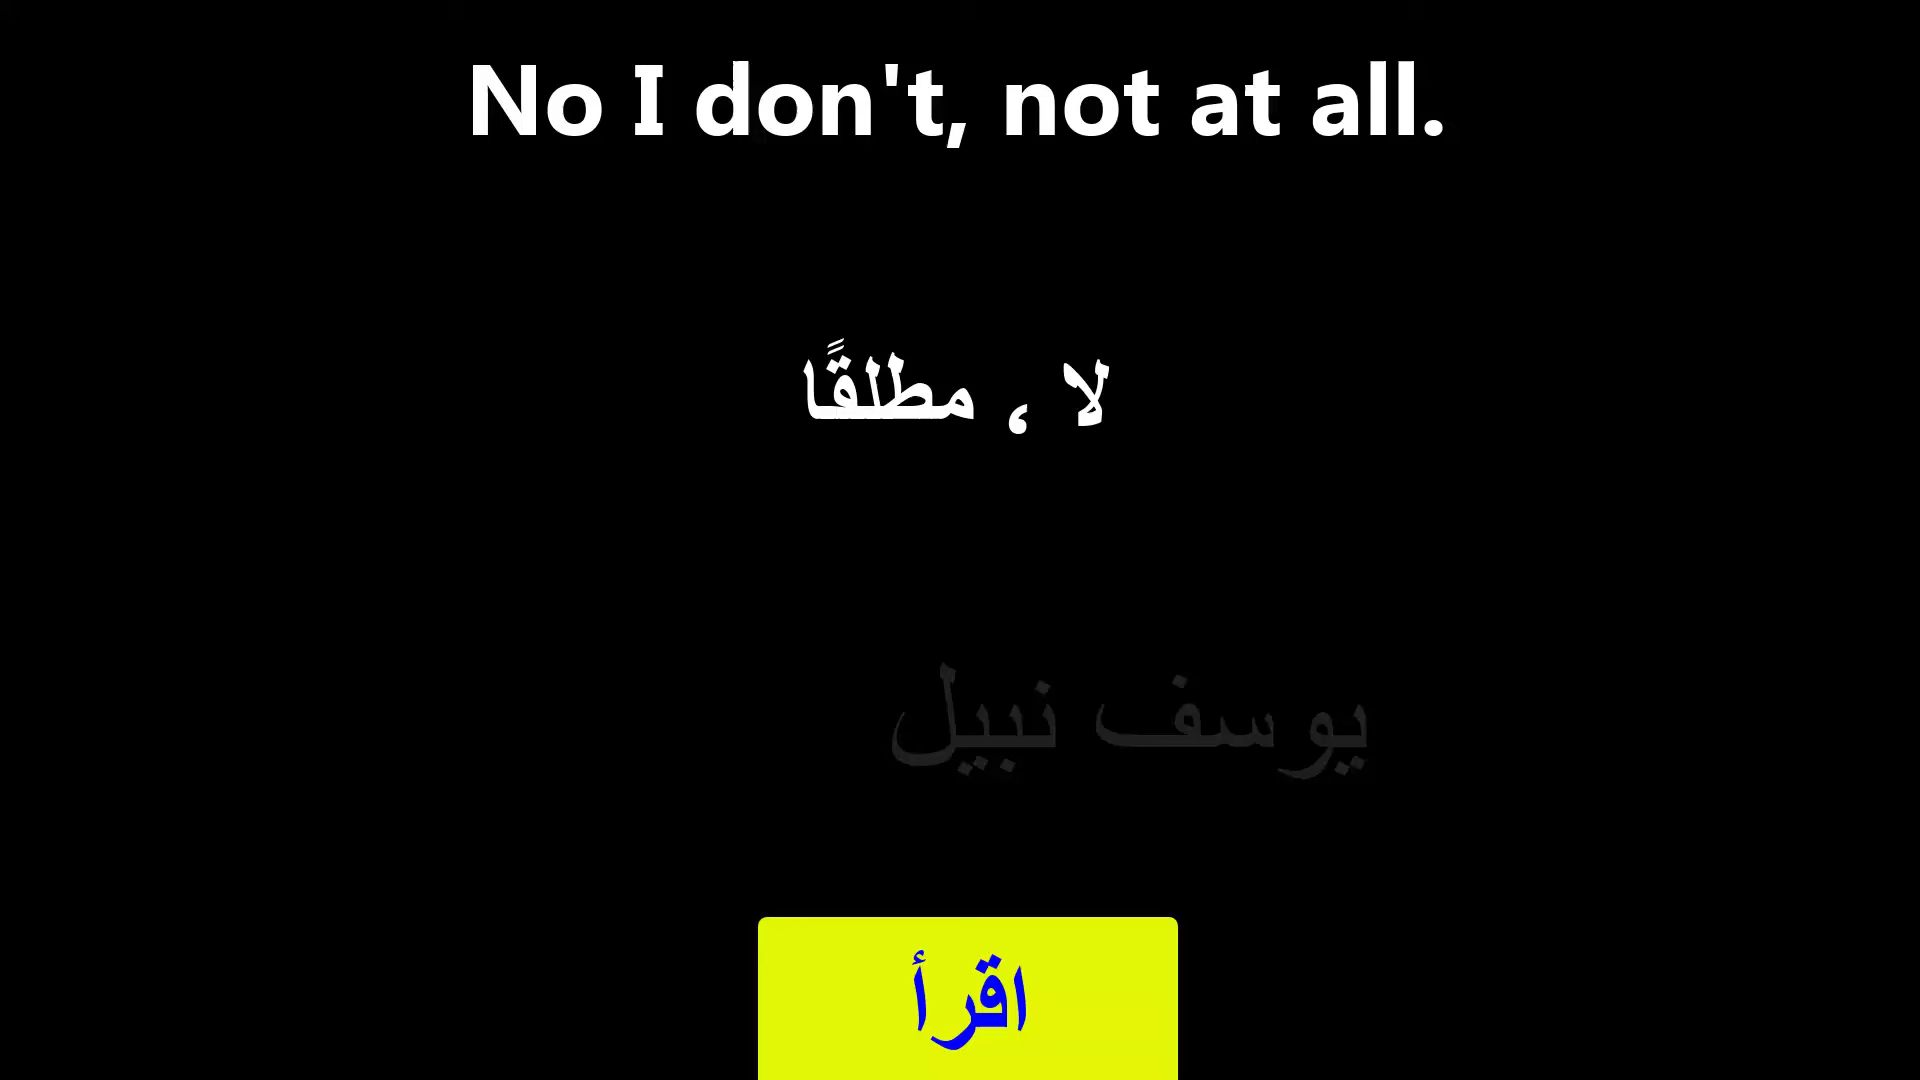 No I don't, not at all.
لا ، مطلقًا
يوسف نبيل
اقرأ